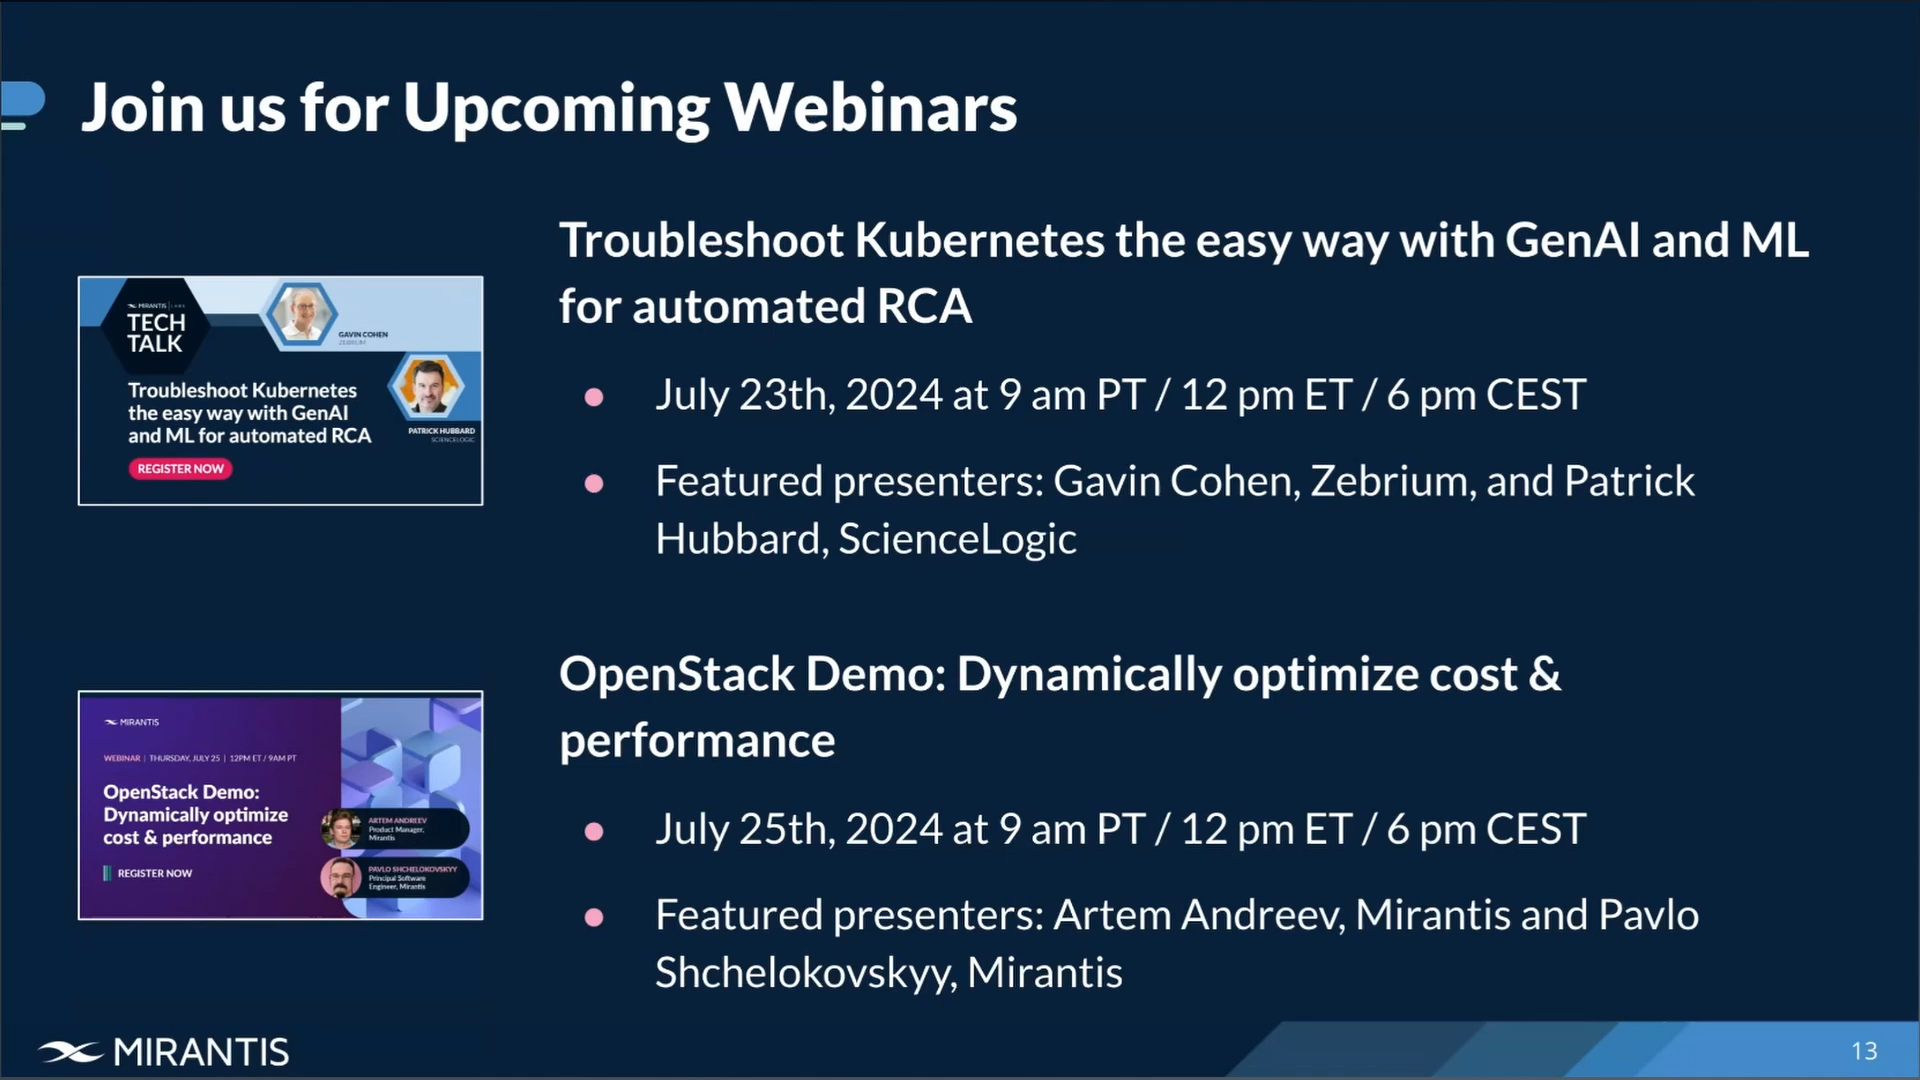 Join us for Upcoming Webinars
MIRANTIS | LABS
TECH
TALK
GAVIN COHEN
ZEBRIUM
Troubleshoot Kubernetes
the easy way with GenAI
and ML for automated RCA
PATRICK HUBBARD
SCIENCELOGIC
REGISTER NOW
Troubleshoot Kubernetes the easy way with GenAI and ML
for automated RCA
July 23th, 2024 at 9 am PT / 12 pm ET / 6 pm CEST
Featured presenters: Gavin Cohen, Zebrium, and Patrick
Hubbard, ScienceLogic
MIRANTIS
WEBINAR | THURSDAY, JULY 25 | 12PM ET / 9AM PT
OpenStack Demo:
Dynamically optimize
cost & performance
REGISTER NOW
ARTEM ANDREEV
Product Manager,
Mirantis
PAVLO SHCHELOKOVSKYY
Principal Software
Engineer, Mirantis
OpenStack Demo: Dynamically optimize cost &
performance
July 25th, 2024 at 9 am PT / 12 pm ET / 6 pm CEST
Featured presenters: Artem Andreev, Mirantis and Pavlo
Shchelokovskyy, Mirantis
MIRANTIS
13